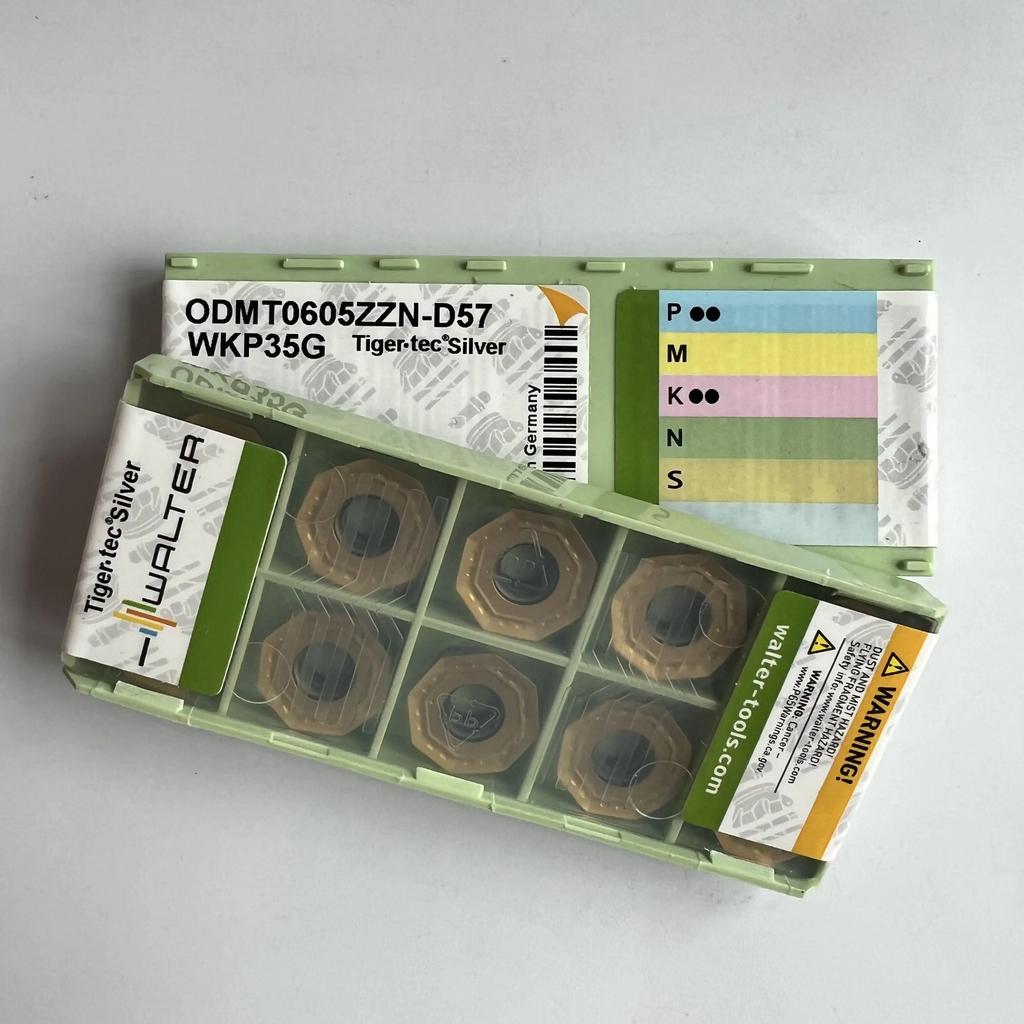 ODMT0605ZZN-D57
WKP35G Tiger·tec®Silver
Germany
P ●●
M
K ●●
N
S
Tiger·tec®Silver
WALTER
walter-tools.com
WARNING!
DUST AND MIST HAZARD!
FLYING FRAGMENT HAZARD!
Safety info: www.walter-tools.com
WARNING: Cancer –
www.P65Warnings.ca.gov